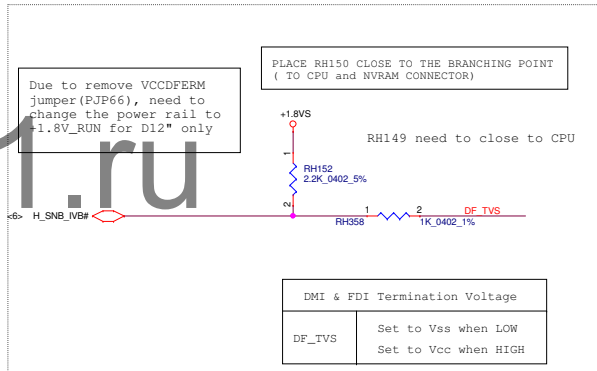 PLACE RH150 CLOSE TO THE BRANCHING POINT
( TO CPU and NVRAM CONNECTOR)
Due to remove VCCDFERM
jumper(PJP66), need to
change the power rail to
+1.8V_RUN for D12" only
+1.8VS
RH149 need to close to CPU
1
RH152
2.2K_0402_5%
2
1.ru
<6> H_SNB_IVB#
RH358
1
2
1K_0402_1%
DF_TVS
DMI & FDI Termination Voltage
DF_TVS
Set to Vss when LOW
Set to Vcc when HIGH